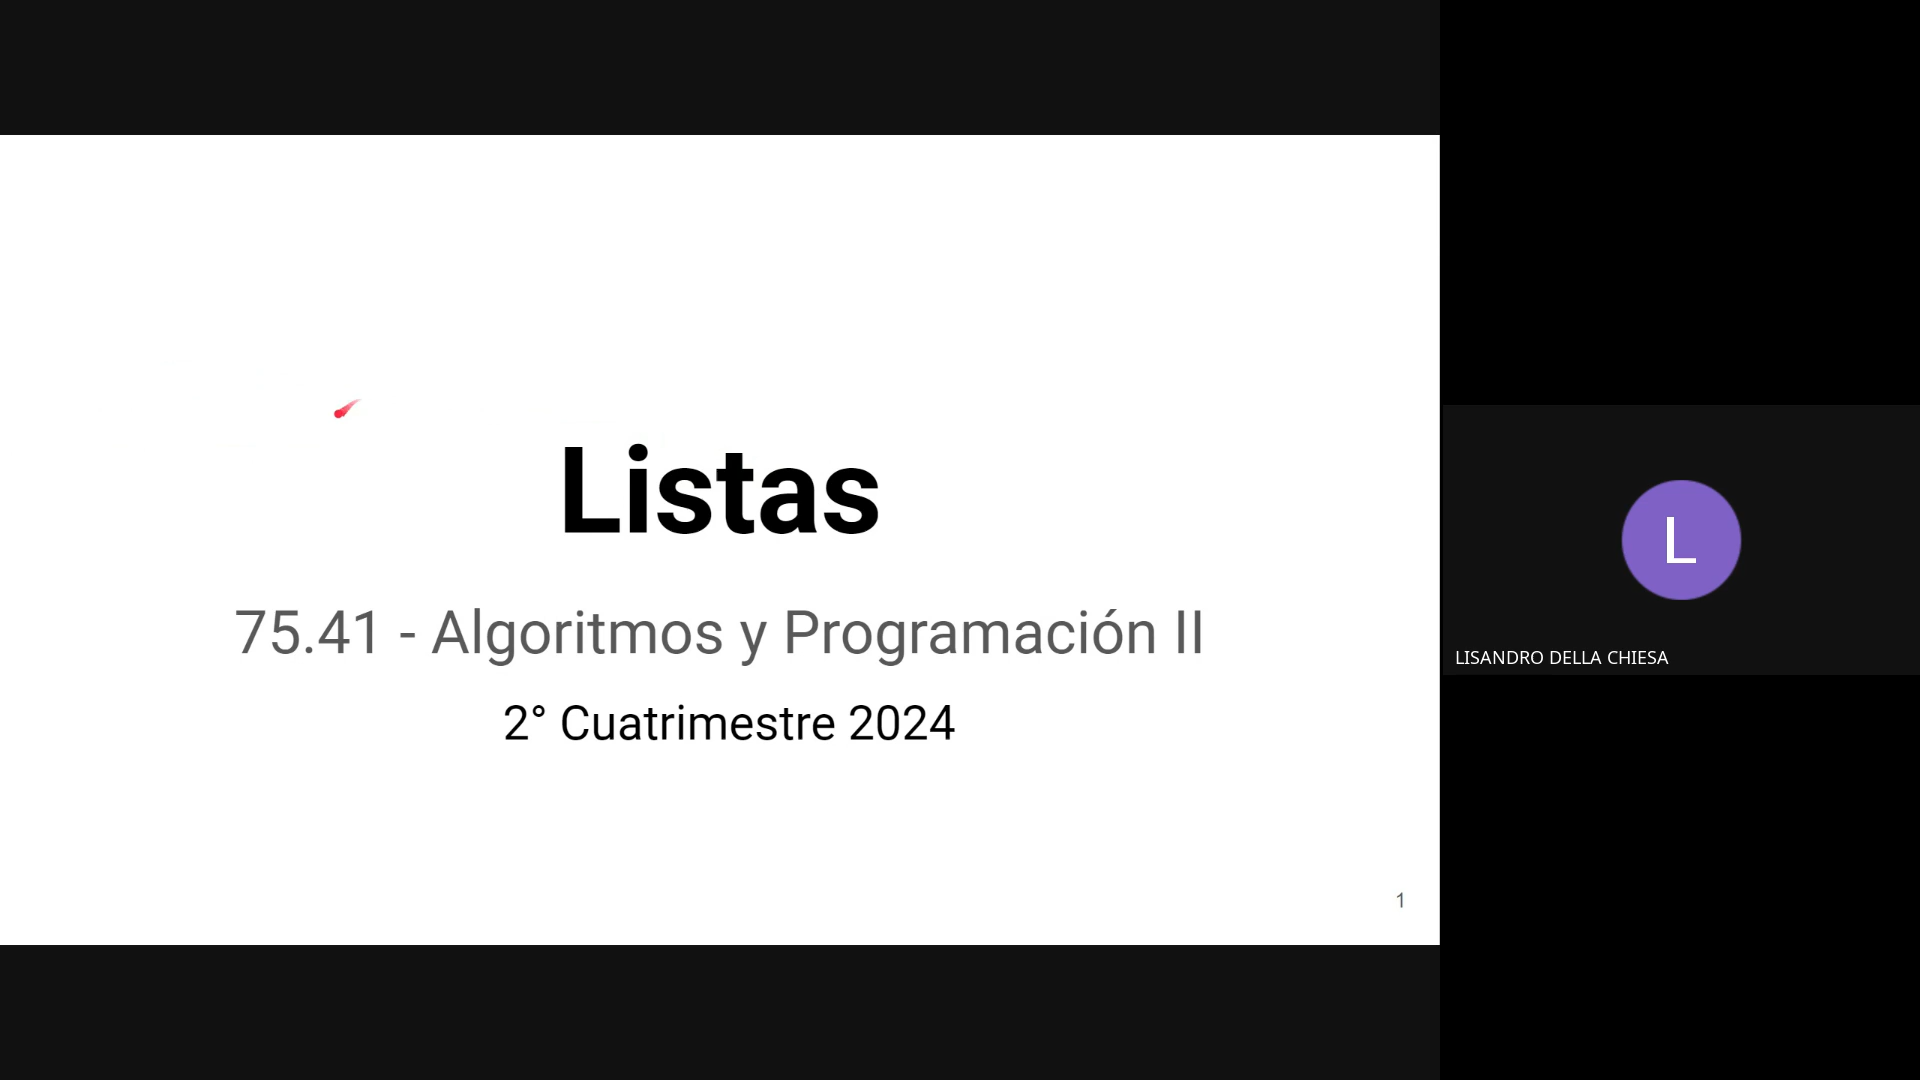 Listas
75.41 - Algoritmos y Programación II
2° Cuatrimestre 2024
1
L
LISANDRO DELLA CHIESA